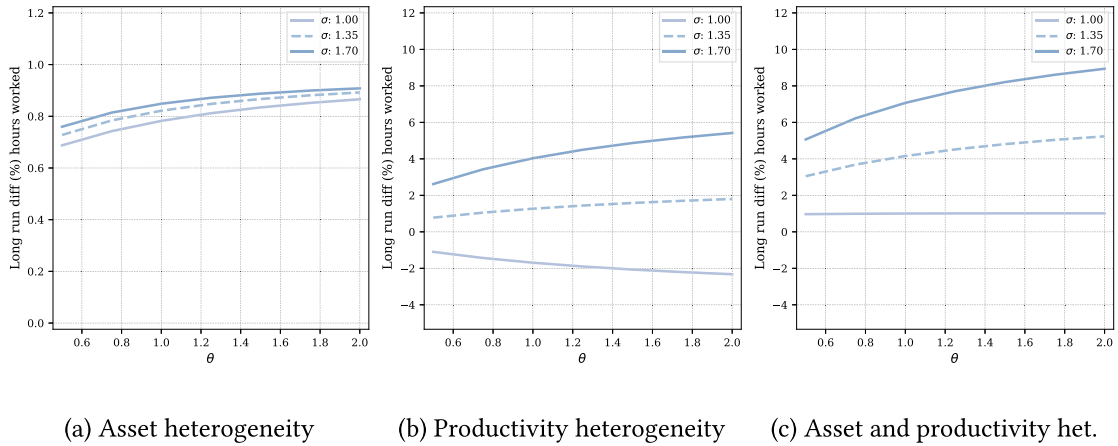 Long run diff (%) hours worked
1.2
1.0
0.8
0.6
0.4
0.2
0.0
σ: 1.00
σ: 1.35
σ: 1.70
0.6 0.8 1.0 1.2 1.4 1.6 1.8 2.0
θ
(a) Asset heterogeneity
Long run diff (%) hours worked
12
10
8
6
4
2
0
−2
−4
σ: 1.00
σ: 1.35
σ: 1.70
0.6 0.8 1.0 1.2 1.4 1.6 1.8 2.0
θ
(b) Productivity heterogeneity
Long run diff (%) hours worked
12
10
8
6
4
2
0
−2
−4
σ: 1.00
σ: 1.35
σ: 1.70
0.6 0.8 1.0 1.2 1.4 1.6 1.8 2.0
θ
(c) Asset and productivity het.